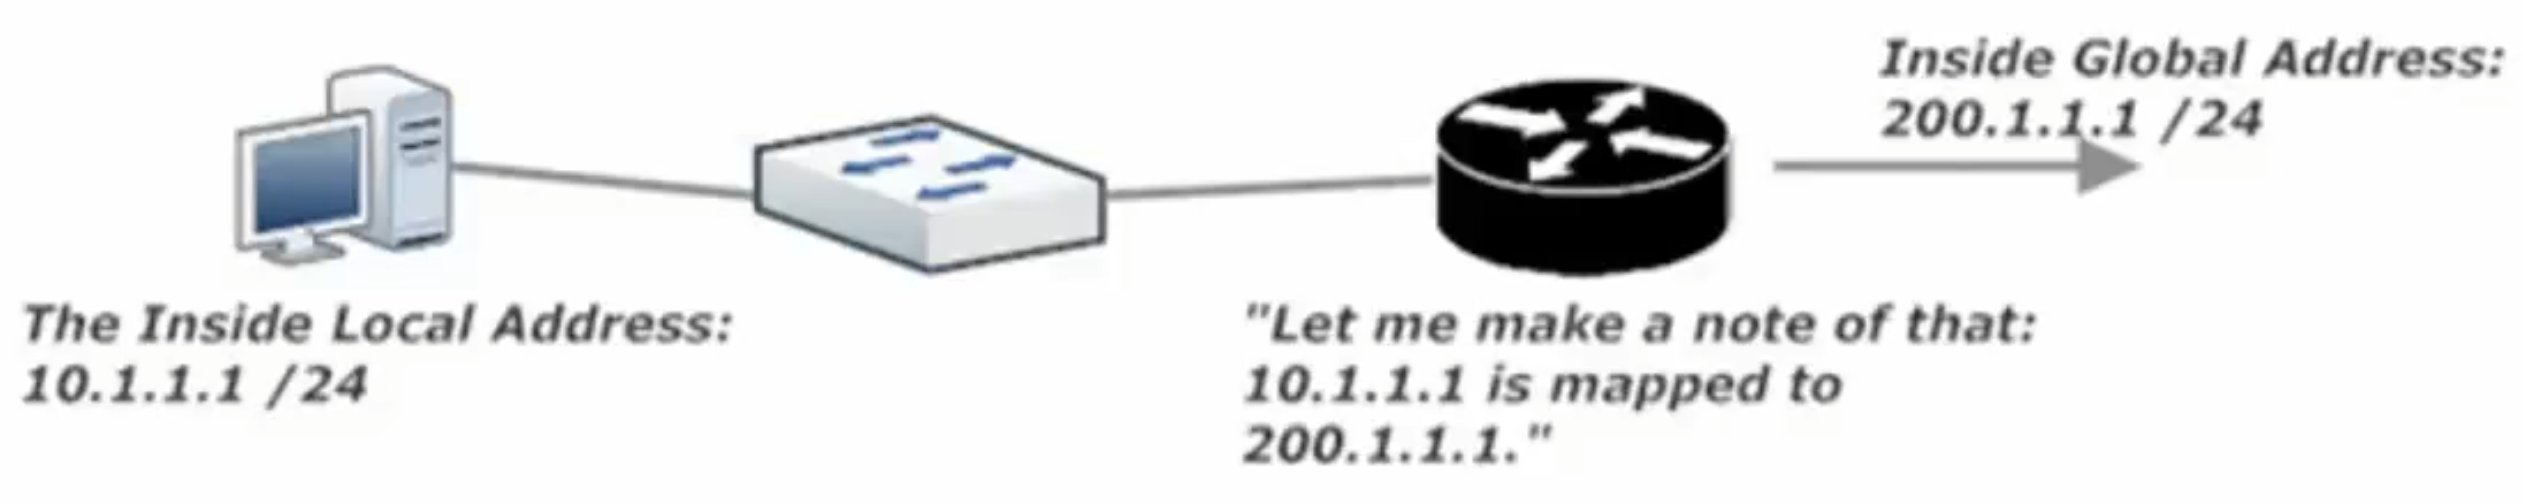 Inside Global Address:
200.1.1.1 /24
The Inside Local Address:
10.1.1.1 /24
"Let me make a note of that:
10.1.1.1 is mapped to
200.1.1.1."